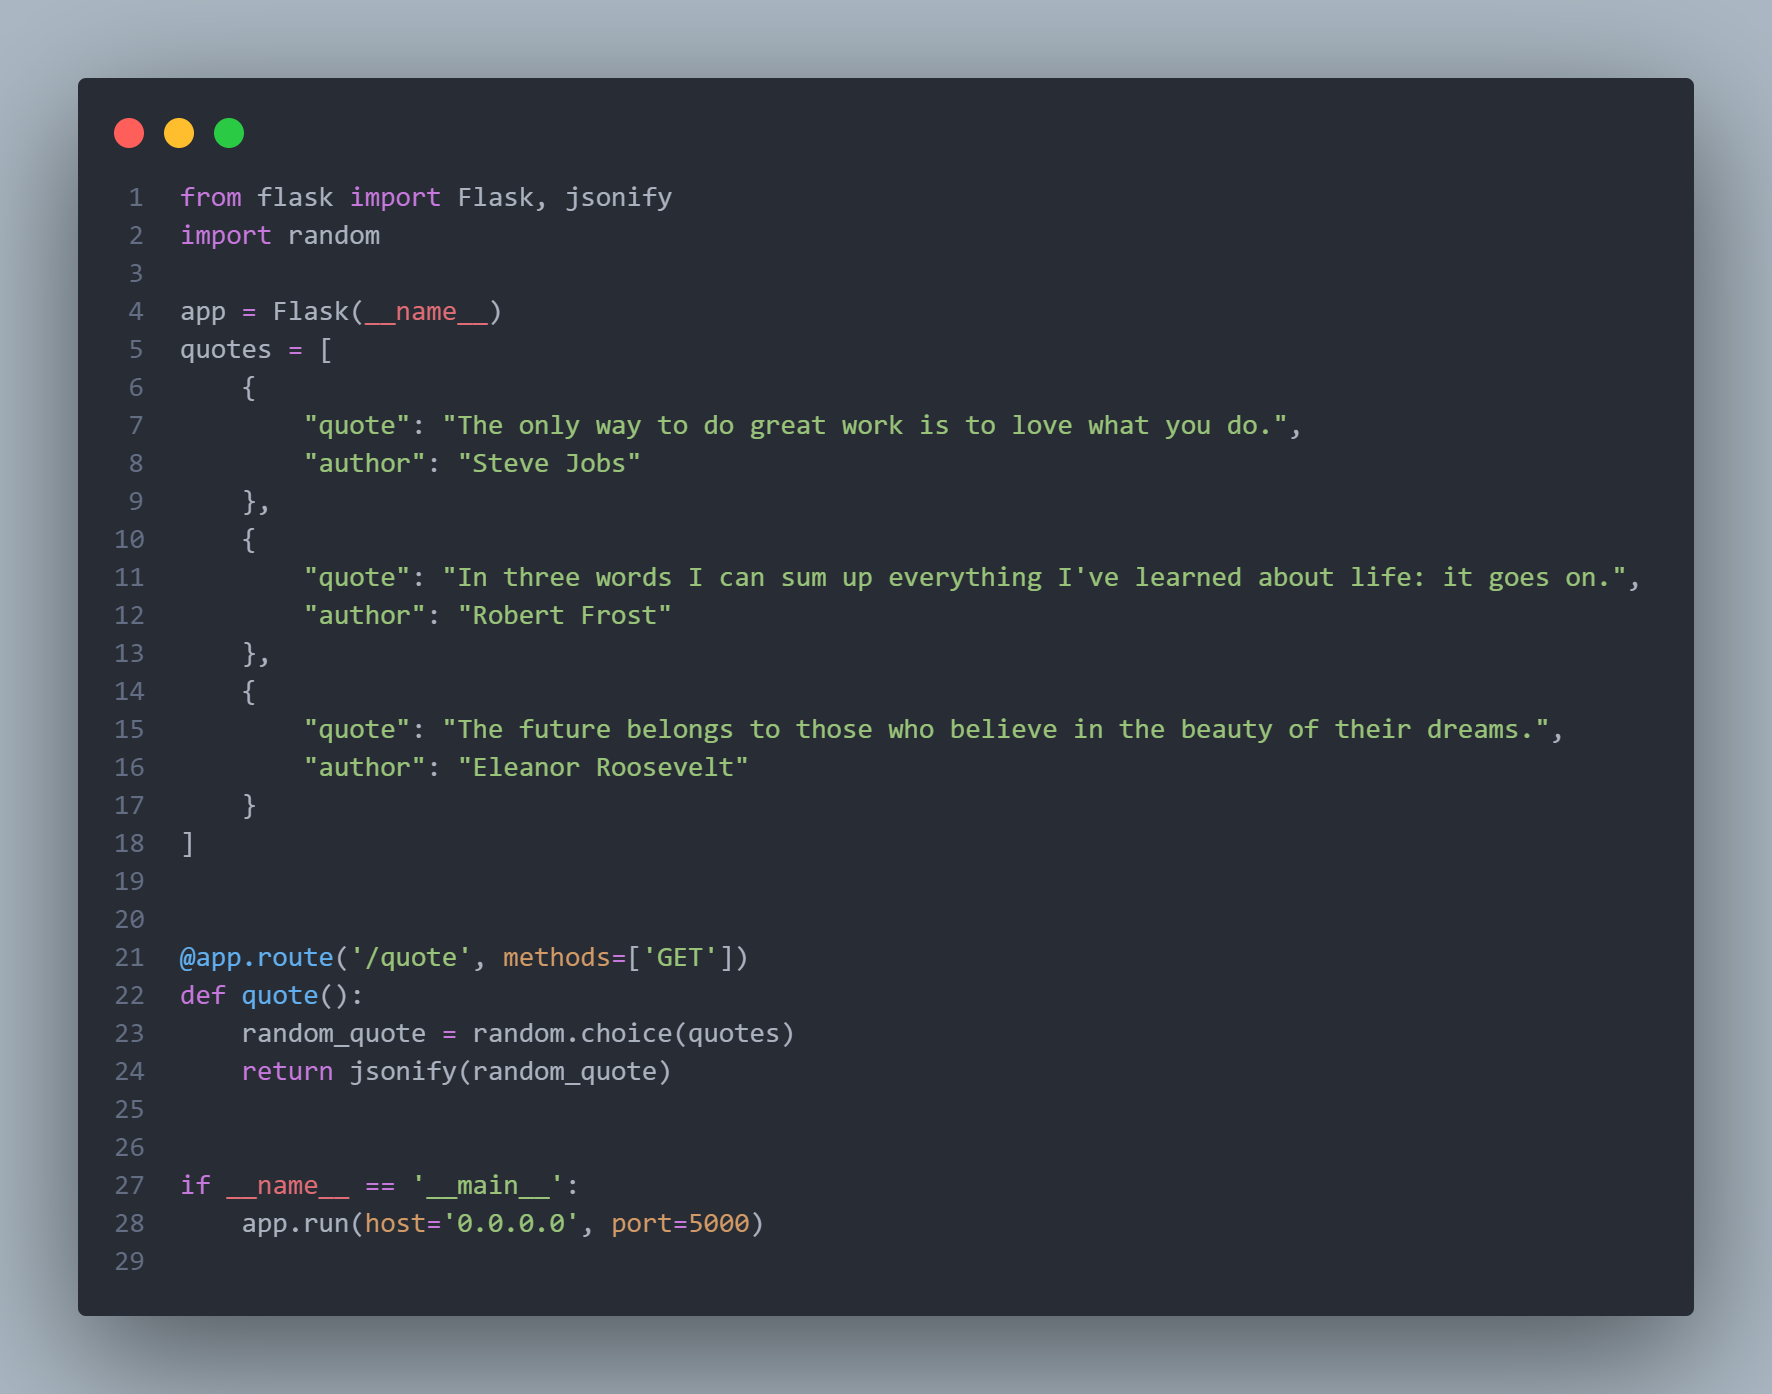 1 from flask import Flask, jsonify
2 import random
3
4 app = Flask(__name__)
5 quotes = [
6     {
7         "quote": "The only way to do great work is to love what you do.",
8         "author": "Steve Jobs"
9     },
10     {
11         "quote": "In three words I can sum up everything I've learned about life: it goes on.",
12         "author": "Robert Frost"
13     },
14     {
15         "quote": "The future belongs to those who believe in the beauty of their dreams.",
16         "author": "Eleanor Roosevelt"
17     }
18 ]
19
20
21 @app.route('/quote', methods=['GET'])
22 def quote():
23     random_quote = random.choice(quotes)
24     return jsonify(random_quote)
25
26
27 if __name__ == '__main__':
28     app.run(host='0.0.0.0', port=5000)
29